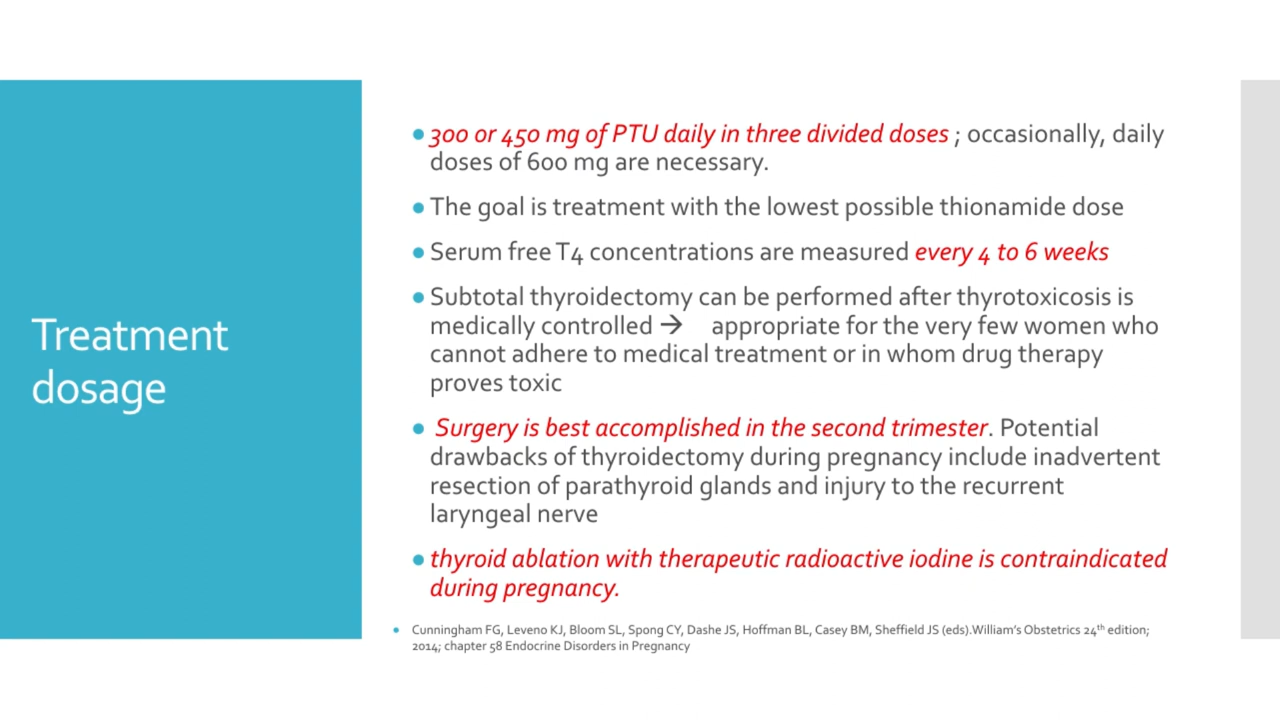 Treatment
dosage
300 or 450 mg of PTU daily in three divided doses ; occasionally, daily
doses of 600 mg are necessary.
The goal is treatment with the lowest possible thionamide dose
Serum free T4 concentrations are measured every 4 to 6 weeks
Subtotal thyroidectomy can be performed after thyrotoxicosis is
medically controlled → appropriate for the very few women who
cannot adhere to medical treatment or in whom drug therapy
proves toxic
Surgery is best accomplished in the second trimester. Potential
drawbacks of thyroidectomy during pregnancy include inadvertent
resection of parathyroid glands and injury to the recurrent
laryngeal nerve
thyroid ablation with therapeutic radioactive iodine is contraindicated
during pregnancy.
Cunningham FG, Leveno KJ, Bloom SL, Spong CY, Dashe JS, Hoffman BL, Casey BM, Sheffield JS (eds).William's Obstetrics 24th edition;
2014; chapter 58 Endocrine Disorders in Pregnancy